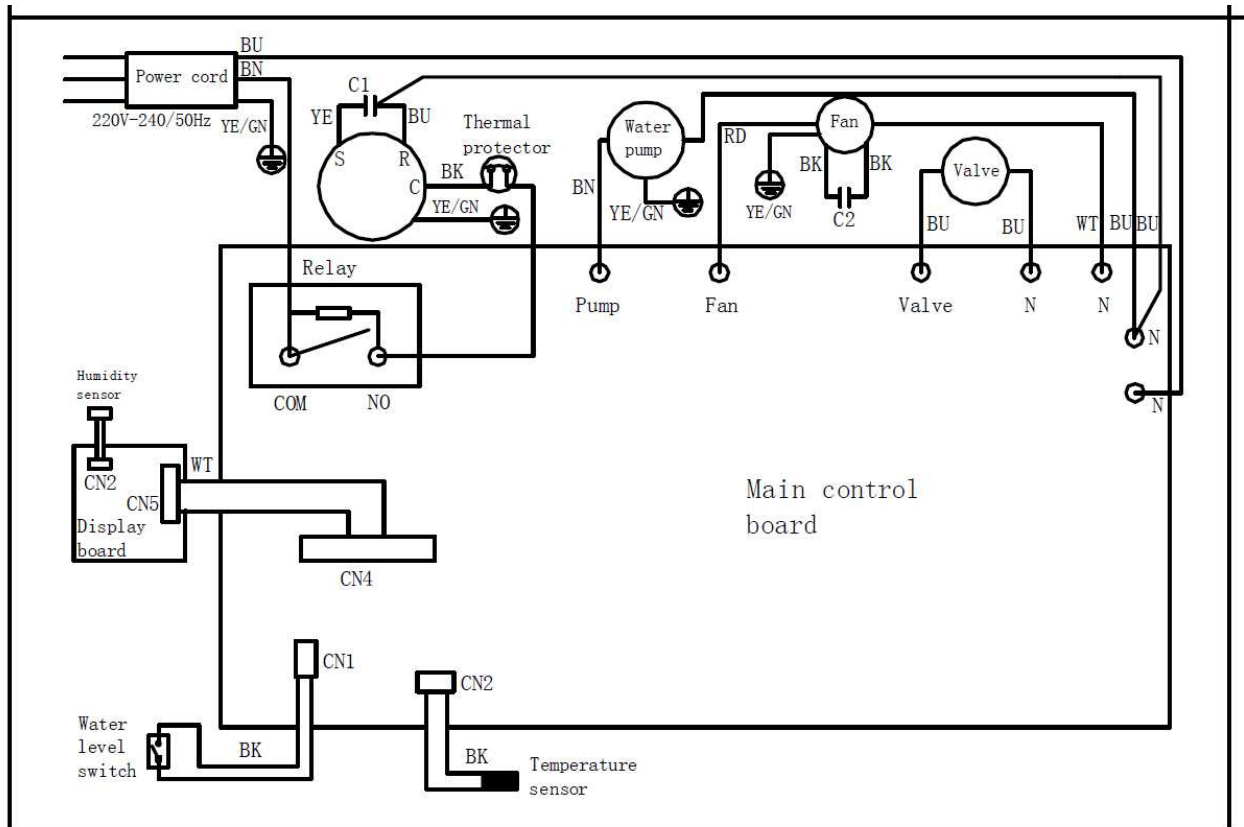 BU
Power cord
BN
220V-240/50Hz
YE/GN
C1
YE
BU
S
R
C
Thermal
protector
BK
YE/GN
Water
pump
BN
YE/GN
RD
Fan
BK
BK
YE/GN
C2
Valve
BU
BU
WT
BU
BU
Relay
Pump
Fan
Valve
N
N
N
N
COM
NO
Humidity
sensor
CN2
WT
CN5
Display
board
CN4
Main control
board
CN1
CN2
Water
level
switch
BK
BK
Temperature
sensor